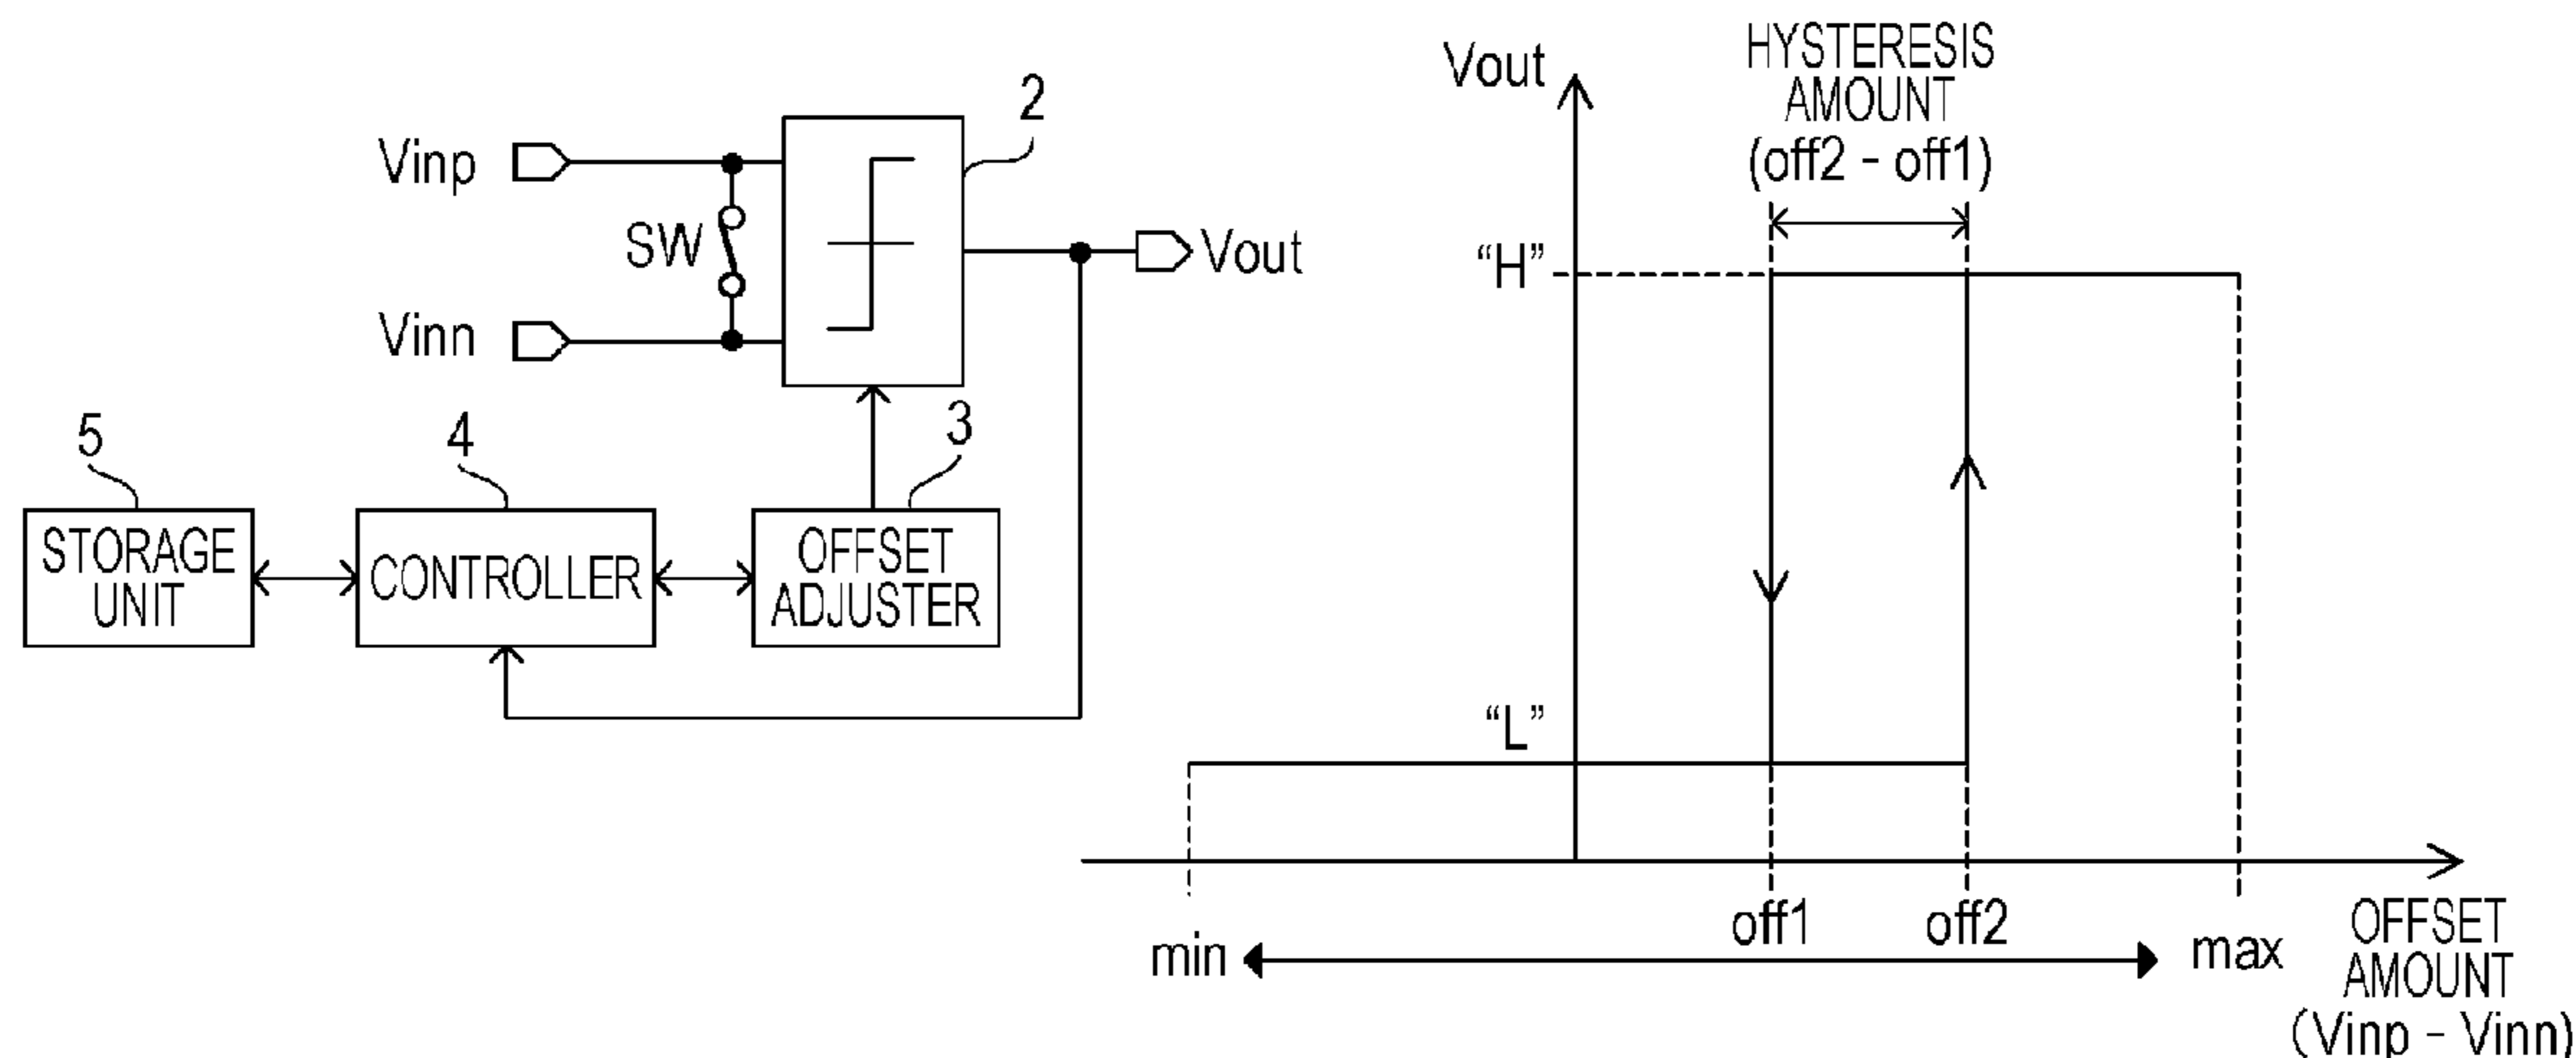 2
Vinp
SW
Vout
Vinn
5
4
3
STORAGE
UNIT
CONTROLLER
OFFSET
ADJUSTER
Vout
HYSTERESIS
AMOUNT
(off2 - off1)
“H”
“L”
off1
off2
min
max
OFFSET
AMOUNT
(Vinp - Vinn)